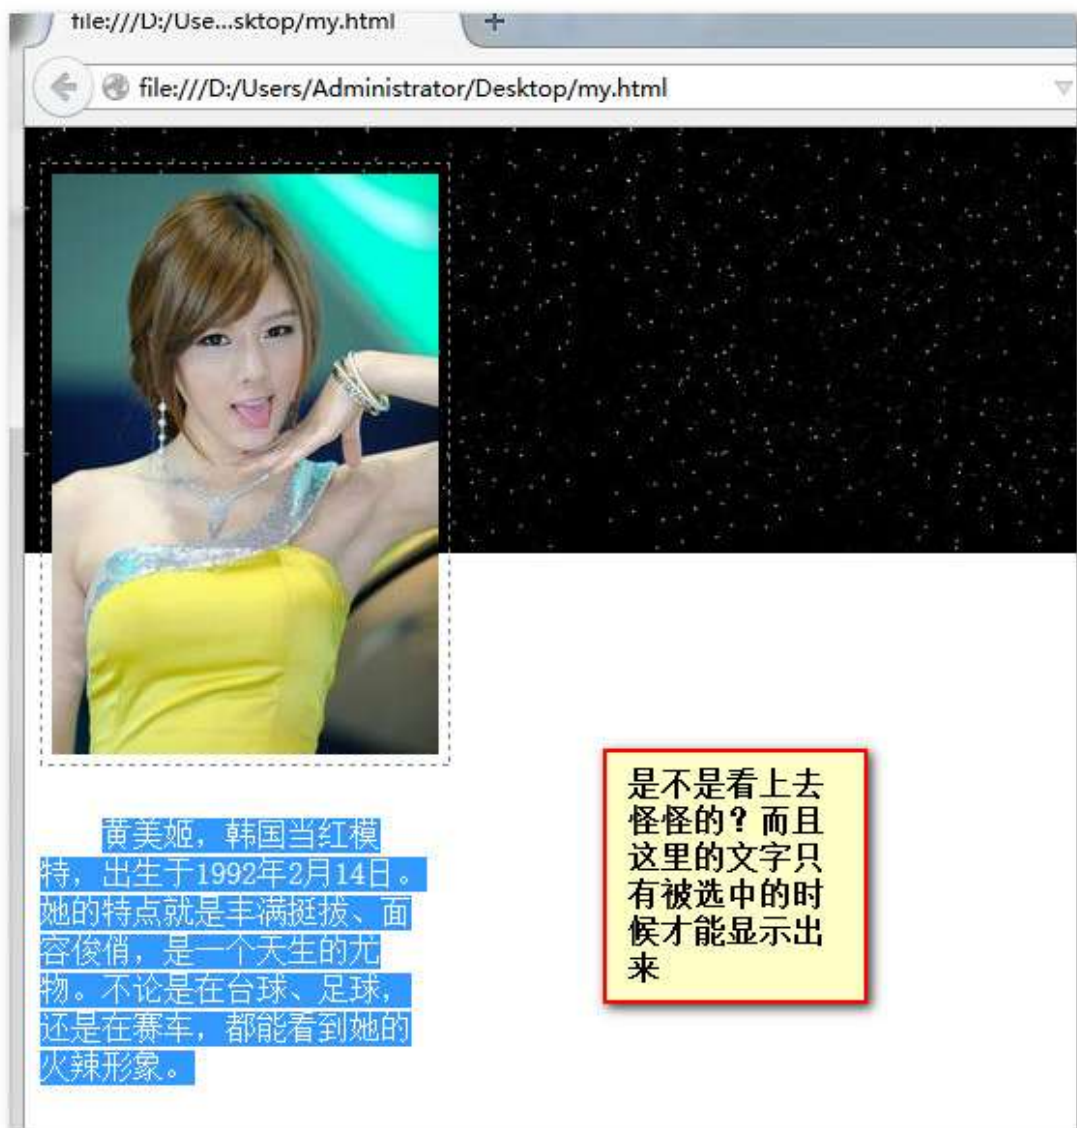 file:///D:/Use...sktop/my.html
file:///D:/Users/Administrator/Desktop/my.html
黄美姬，韩国当红模
特，出生于1992年2月14日。
她的特点就是丰满挺拔、面
容俊俏，是一个天生的尤
物。不论是在台球、足球，
还是在赛车，都能看到她的
火辣形象。
是不是看上去
怪怪的？而且
这里的文字只
有被选中的时
候才能显示出
来